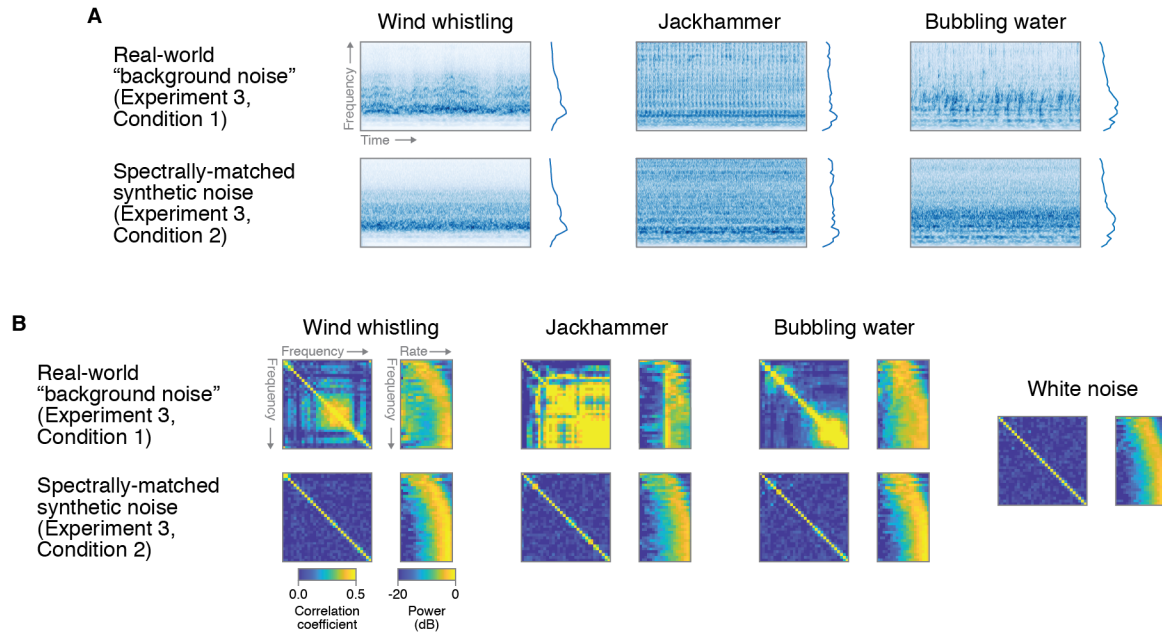 A
Wind whistling
Jackhammer
Bubbling water
Real-world
“background noise”
(Experiment 3,
Condition 1)
Frequency
Time
Spectrally-matched
synthetic noise
(Experiment 3,
Condition 2)
B
Wind whistling
Jackhammer
Bubbling water
Frequency
Rate
Real-world
“background noise”
(Experiment 3,
Condition 1)
Frequency
Frequency
White noise
Spectrally-matched
synthetic noise
(Experiment 3,
Condition 2)
0.0 0.5
-20 0
Correlation
coefficient
Power
(dB)